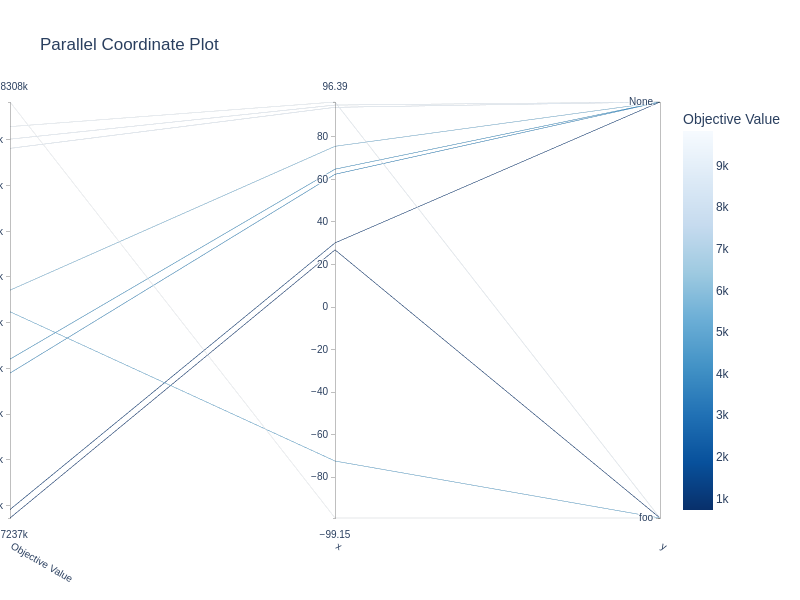 Parallel Coordinate Plot
8308k
96.39
None
Objective Value
9k
8k
7k
6k
5k
4k
3k
2k
1k
k
k
k
k
k
k
k
k
k
80
60
40
20
0
−20
−40
−60
−80
foo
7237k
−99.15
Objective Value
x
y